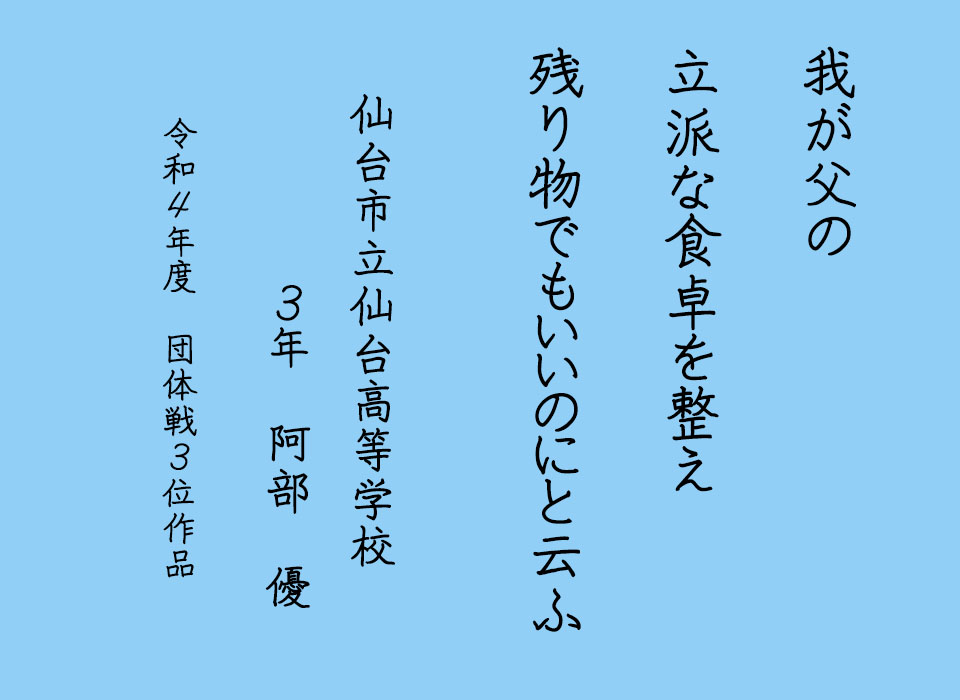 我が父の
立派な食卓を整え
残り物でもいいのにと云ふ
仙台市立仙台高等学校
3年　阿部　優
令和4年度　団体戦3位作品